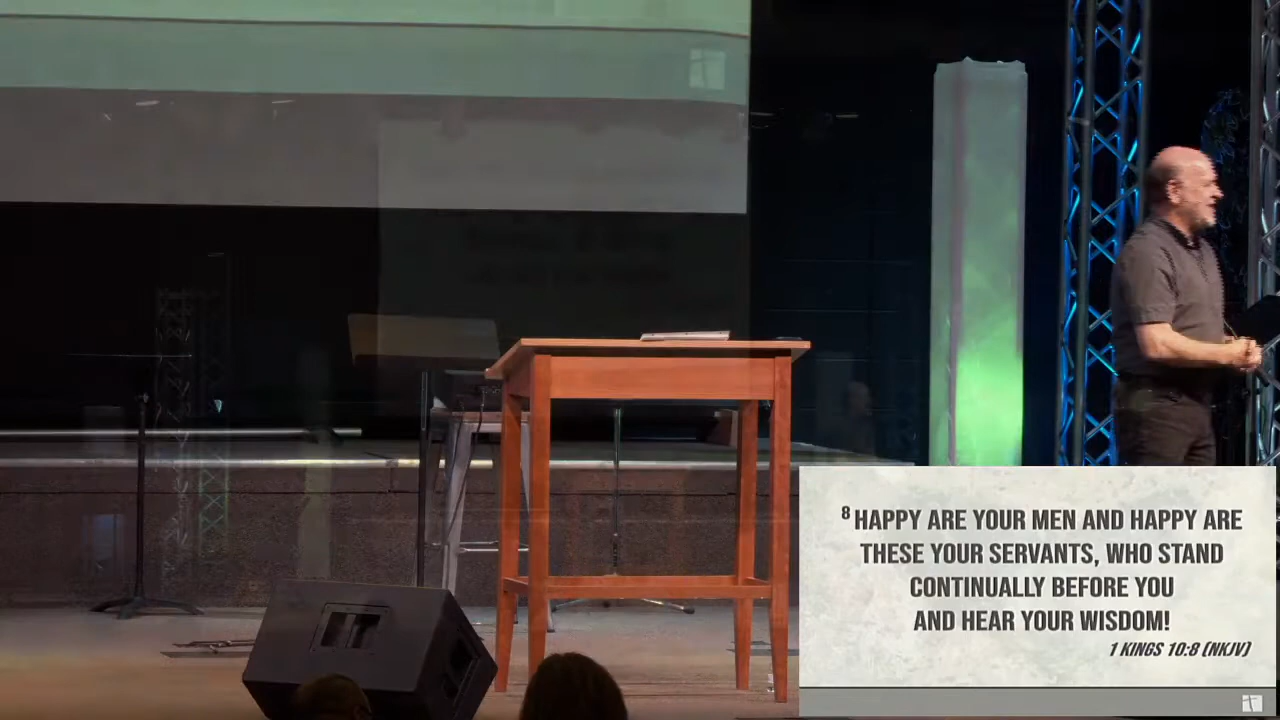 8 HAPPY ARE YOUR MEN AND HAPPY ARE
THESE YOUR SERVANTS, WHO STAND
CONTINUALLY BEFORE YOU
AND HEAR YOUR WISDOM!
1 KINGS 10:8 (NKJV)